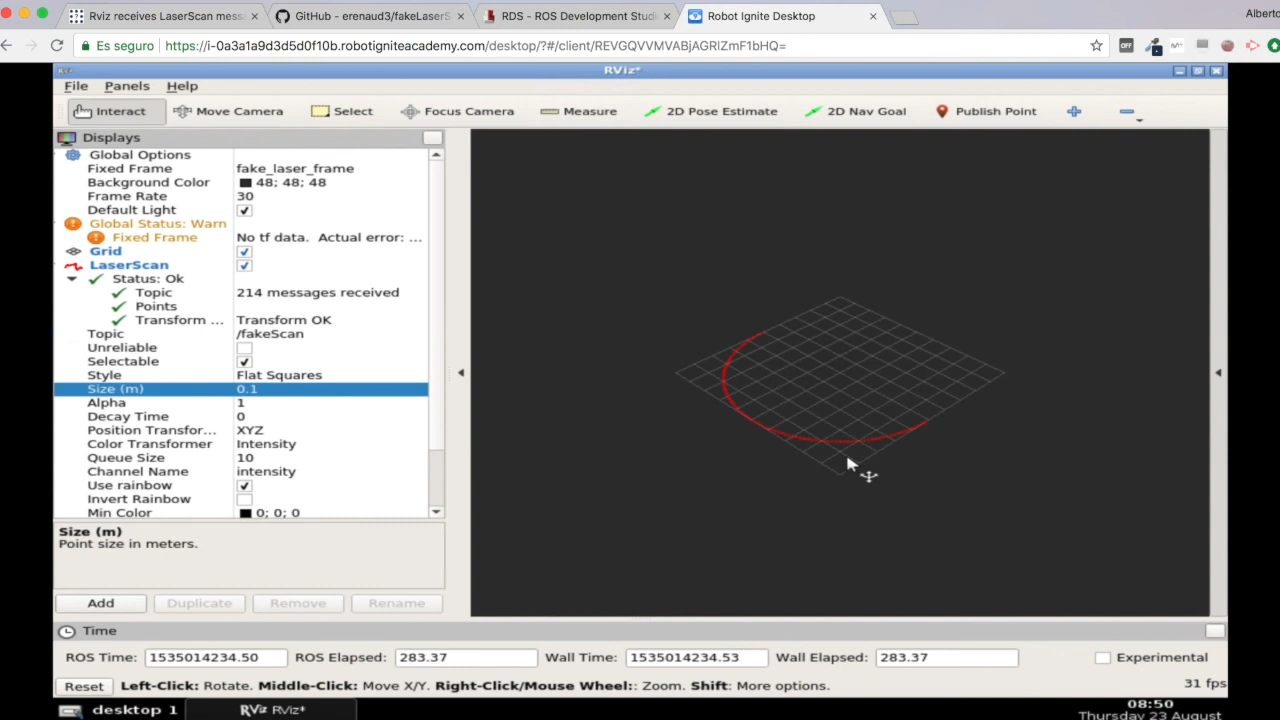 Rviz receives LaserScan messa
GitHub - erenaud3/fakeLaserS
RDS - ROS Development Studi
Robot Ignite Desktop
Alberto
Es seguro
https://i-0a3a1a9d3d5d0f10b.robotigniteacademy.com/desktop/?#/client/REVGQVVMVABjAGRlZmF1bHQ=
OFF
RViz*
File Panels Help
Interact Move Camera Select Focus Camera Measure 2D Pose Estimate 2D Nav Goal Publish Point
Displays
Global Options
Fixed Frame fake_laser_frame
Background Color 48; 48; 48
Frame Rate 30
Default Light
Global Status: Warn
Fixed Frame No tf data. Actual error: ...
Grid
LaserScan
Status: Ok
Topic 214 messages received
Points
Transform ... Transform OK
Topic /fakeScan
Unreliable
Selectable
Style Flat Squares
Size (m) 0.1
Alpha 1
Decay Time 0
Position Transfor... XYZ
Color Transformer Intensity
Queue Size 10
Channel Name intensity
Use rainbow
Invert Rainbow
Min Color 0; 0; 0
Size (m)
Point size in meters.
Add Duplicate Remove Rename
Time
ROS Time: 1535014234.50 ROS Elapsed: 283.37 Wall Time: 1535014234.53 Wall Elapsed: 283.37 Experimental
Reset Left-Click: Rotate. Middle-Click: Move X/Y. Right-Click/Mouse Wheel:: Zoom. Shift: More options. 31 fps
desktop 1 RViz RViz* 08:50
Thursday 23 August